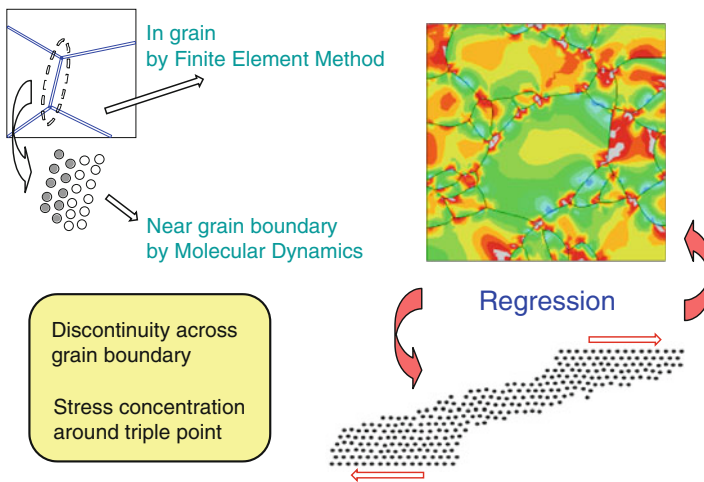 In grain
by Finite Element Method
Near grain boundary
by Molecular Dynamics
Discontinuity across
grain boundary
Stress concentration
around triple point
Regression